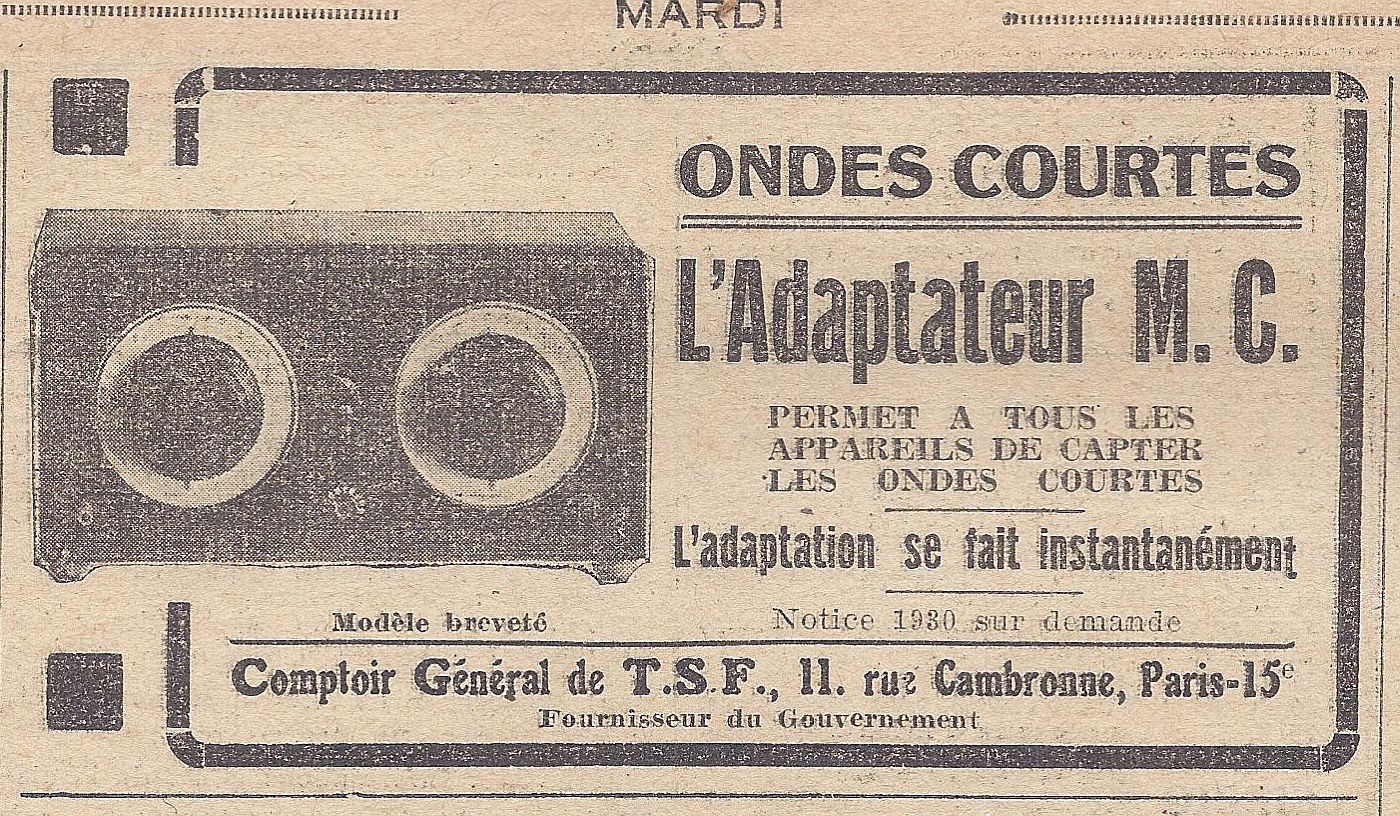 MARDI
ONDES COURTES
L'Adaptateur M. C.
PERMET A TOUS LES
APPAREILS DE CAPTER
LES ONDES COURTES
L'adaptation se fait instantanément
Modèle breveté
Notice 1930 sur demande
Comptoir Général de T.S.F., 11. rue Cambronne, Paris-15e
Fournisseur du Gouvernement